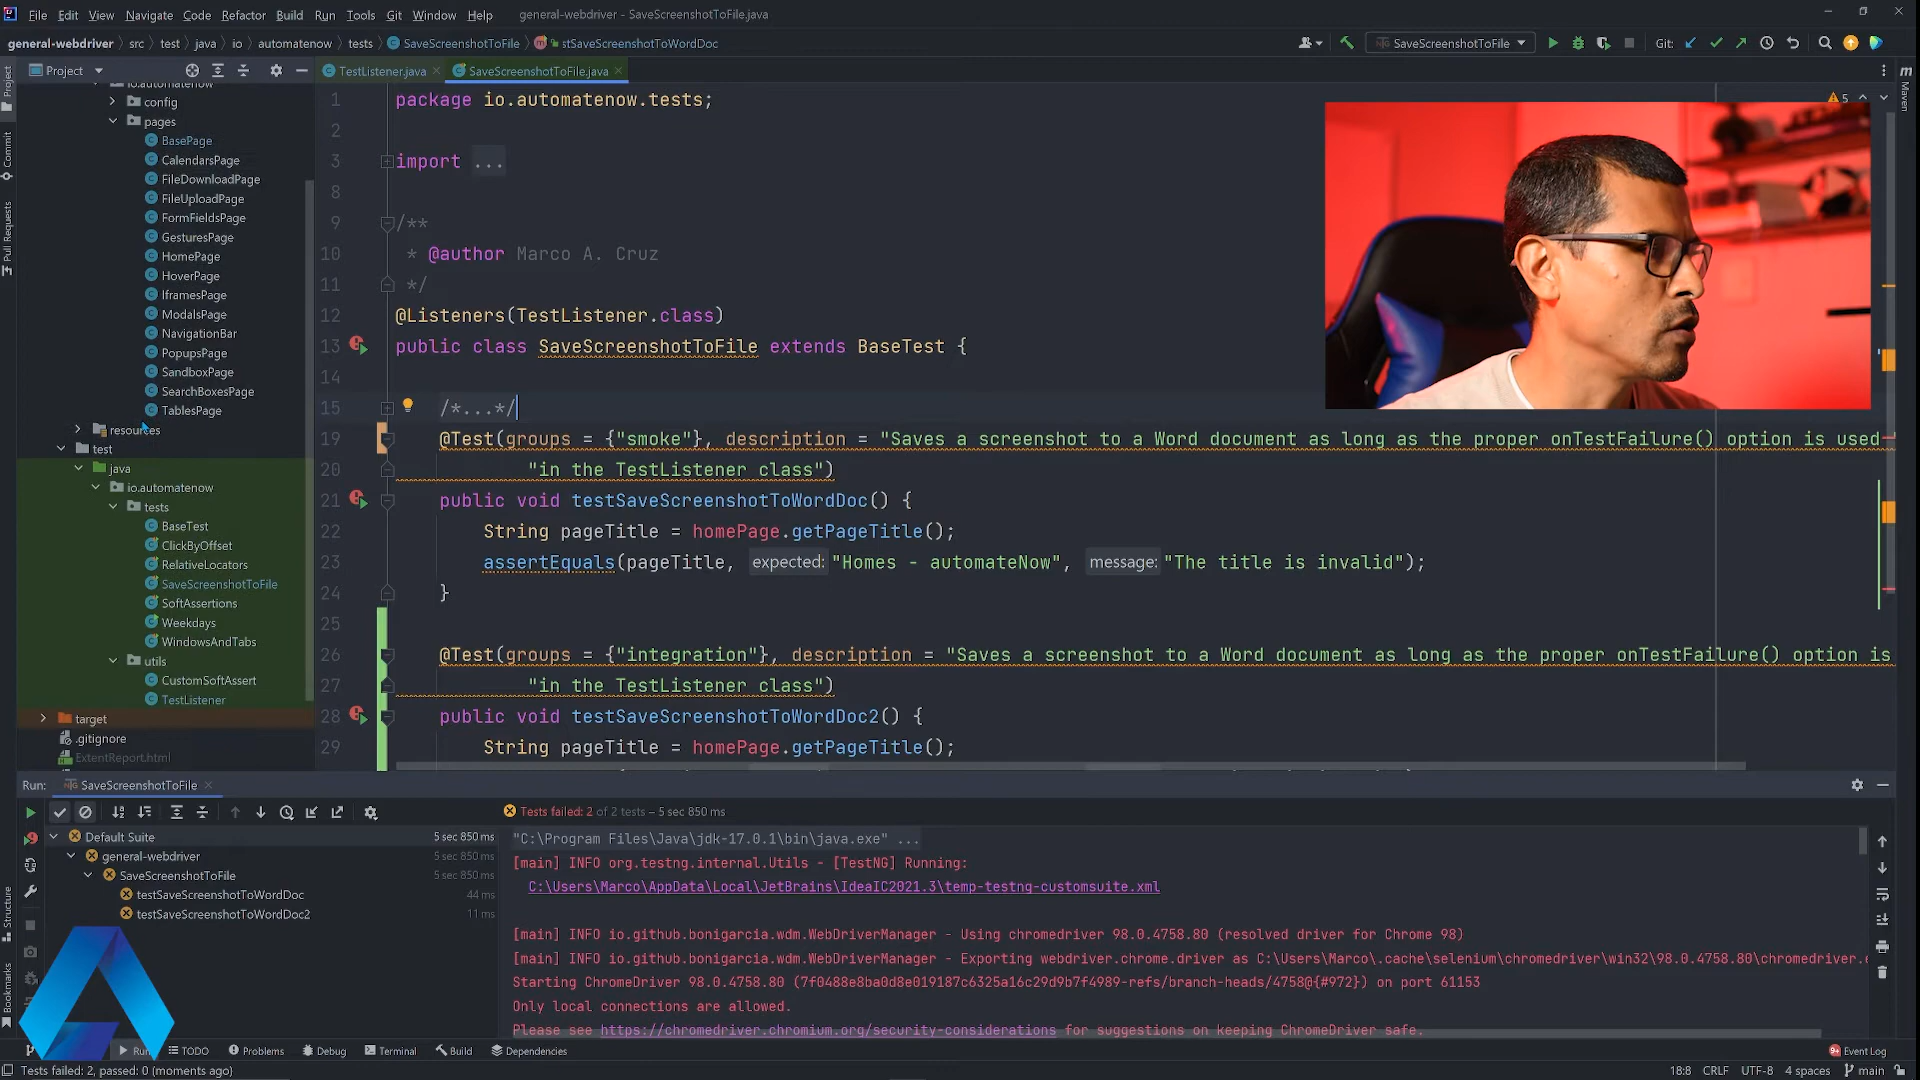 File Edit View Navigate Code Refactor Build Run Tools Git Window Help general-webdriver - SaveScreenshotToFile.java
general-webdriver src test java io automatenow tests SaveScreenshotToFile stSaveScreenshotToWordDoc SaveScreenshotToFile Git:
Project TestListener.java SaveScreenshotToFile.java
Project
Commit
Pull Requests
Structure
Bookmarks
Maven
io.automatenow
config
pages
BasePage
CalendarsPage
FileDownloadPage
FileUploadPage
FormFieldsPage
GesturesPage
HomePage
HoverPage
IframesPage
ModalsPage
NavigationBar
PopupsPage
SandboxPage
SearchBoxesPage
TablesPage
resources
test
java
io.automatenow
tests
BaseTest
ClickByOffset
RelativeLocators
SaveScreenshotToFile
SoftAssertions
Weekdays
WindowsAndTabs
utils
CustomSoftAssert
TestListener
target
.gitignore
ExtentReport.html
5
1 package io.automatenow.tests;
2
3 import ...
8
9 /**
10 * @author Marco A. Cruz
11 */
12 @Listeners(TestListener.class)
13 public class SaveScreenshotToFile extends BaseTest {
14
15 /*...*/
19 @Test(groups = {"smoke"}, description = "Saves a screenshot to a Word document as long as the proper onTestFailure() option is used
20 "in the TestListener class")
21 public void testSaveScreenshotToWordDoc() {
22 String pageTitle = homePage.getPageTitle();
23 assertEquals(pageTitle, expected: "Homes - automateNow", message: "The title is invalid");
24 }
25
26 @Test(groups = {"integration"}, description = "Saves a screenshot to a Word document as long as the proper onTestFailure() option is
27 "in the TestListener class")
28 public void testSaveScreenshotToWordDoc2() {
29 String pageTitle = homePage.getPageTitle();
Run: SaveScreenshotToFile
Tests failed: 2 of 2 tests – 5 sec 850 ms
Default Suite 5 sec 850 ms
general-webdriver 5 sec 850 ms
SaveScreenshotToFile 5 sec 850 ms
testSaveScreenshotToWordDoc 44 ms
testSaveScreenshotToWordDoc2 11 ms
"C:\Program Files\Java\jdk-17.0.1\bin\java.exe" ...
[main] INFO org.testng.internal.Utils - [TestNG] Running:
C:\Users\Marco\AppData\Local\JetBrains\IdeaIC2021.3\temp-testng-customsuite.xml
[main] INFO io.github.bonigarcia.wdm.WebDriverManager - Using chromedriver 98.0.4758.80 (resolved driver for Chrome 98)
[main] INFO io.github.bonigarcia.wdm.WebDriverManager - Exporting webdriver.chrome.driver as C:\Users\Marco\.cache\selenium\chromedriver\win32\98.0.4758.80\chromedriver.e
Starting ChromeDriver 98.0.4758.80 (7f0488e8ba0d8e019187c6325a16c29d9b7f4989-refs/branch-heads/4758@{#972}) on port 61153
Only local connections are allowed.
Please see https://chromedriver.chromium.org/security-considerations for suggestions on keeping ChromeDriver safe.
Run TODO Problems Debug Terminal Build Dependencies Event Log
Tests failed: 2, passed: 0 (moments ago) 18:8 CRLF UTF-8 4 spaces main